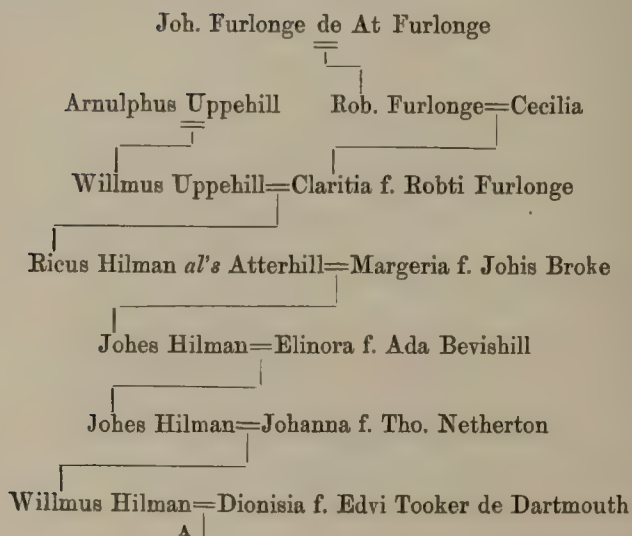 Joh. Furlonge de At Furlonge
Arnulphus Uppehill Rob. Furlonge=Cecilia
Willmus Uppehill=Claritia f. Robti Furlonge
Ricus Hilman al's Atterhill=Margeria f. Johis Broke
Johes Hilman=Elinora f. Ada Bevishill
Johes Hilman=Johanna f. Tho. Netherton
Willmus Hilman=Dionisia f. Edvi Tooker de Dartmouth
A